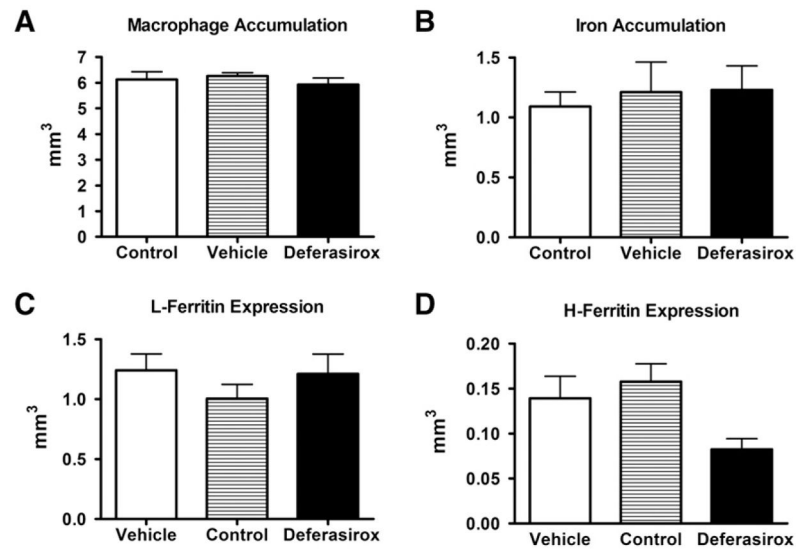 A
Macrophage Accumulation
7
6
5
4
3
2
1
0
mm³
Control Vehicle Deferasirox
B
Iron Accumulation
1.5
1.0
0.5
0.0
mm³
Control Vehicle Deferasirox
C
L-Ferritin Expression
1.5
1.0
0.5
0.0
mm³
Vehicle Control Deferasirox
D
H-Ferritin Expression
0.20
0.15
0.10
0.05
0.00
mm³
Vehicle Control Deferasirox